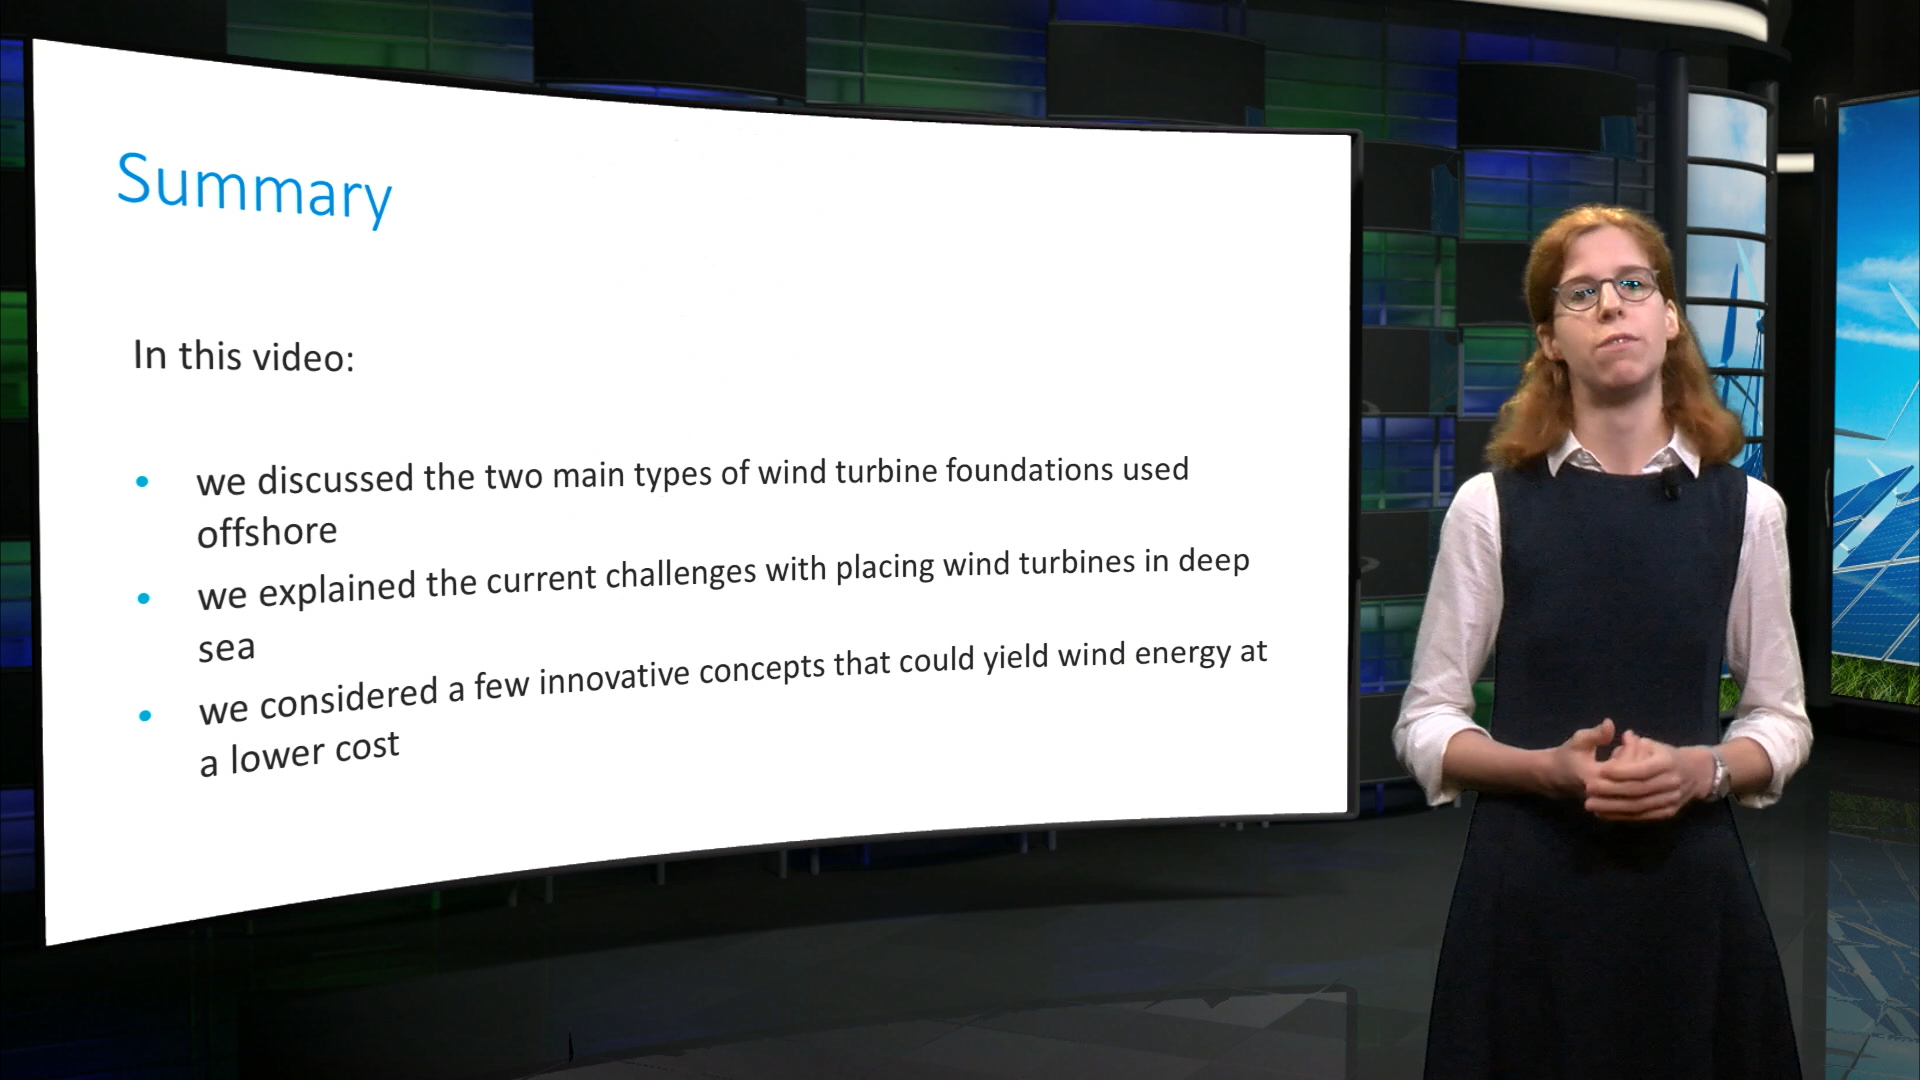 Summary
In this video:
• we discussed the two main types of wind turbine foundations used
offshore
• we explained the current challenges with placing wind turbines in deep
sea
• we considered a few innovative concepts that could yield wind energy at
a lower cost